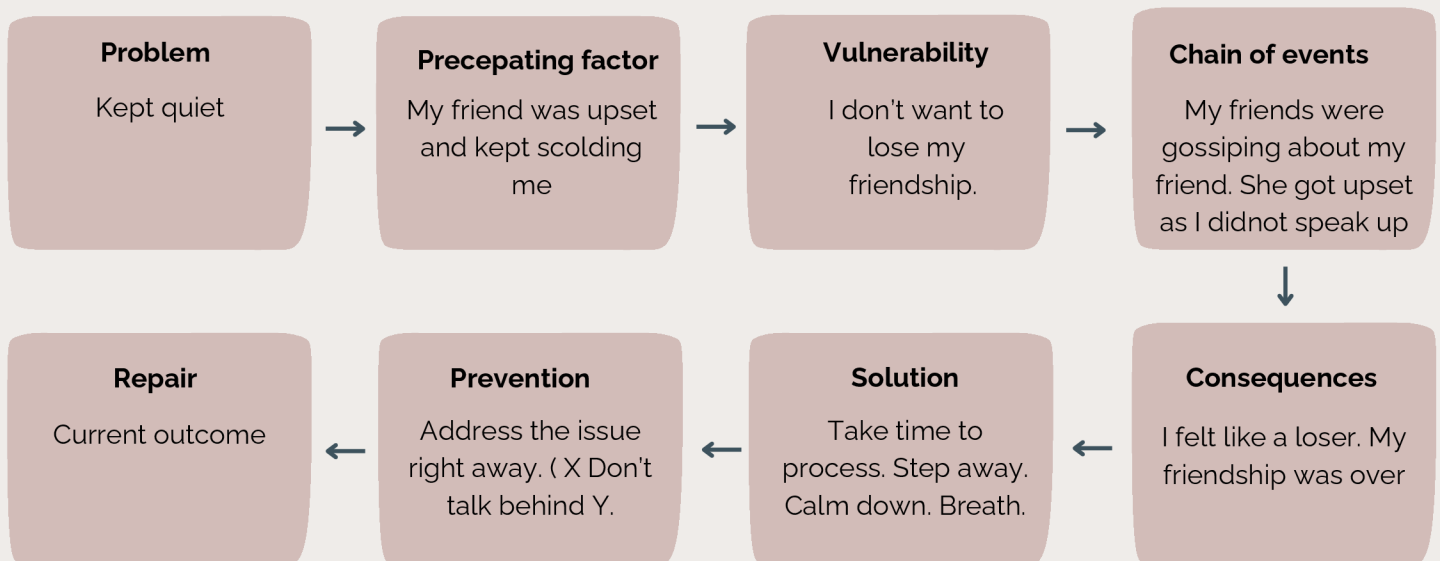 Problem
Kept quiet
Precepating factor
My friend was upset
and kept scolding
me
Vulnerability
I don't want to
lose my
friendship.
Chain of events
My friends were
gossiping about my
friend. She got upset
as I didnot speak up
Consequences
I felt like a loser. My
friendship was over
Solution
Take time to
process. Step away.
Calm down. Breath.
Prevention
Address the issue
right away. ( X Don't
talk behind Y.
Repair
Current outcome